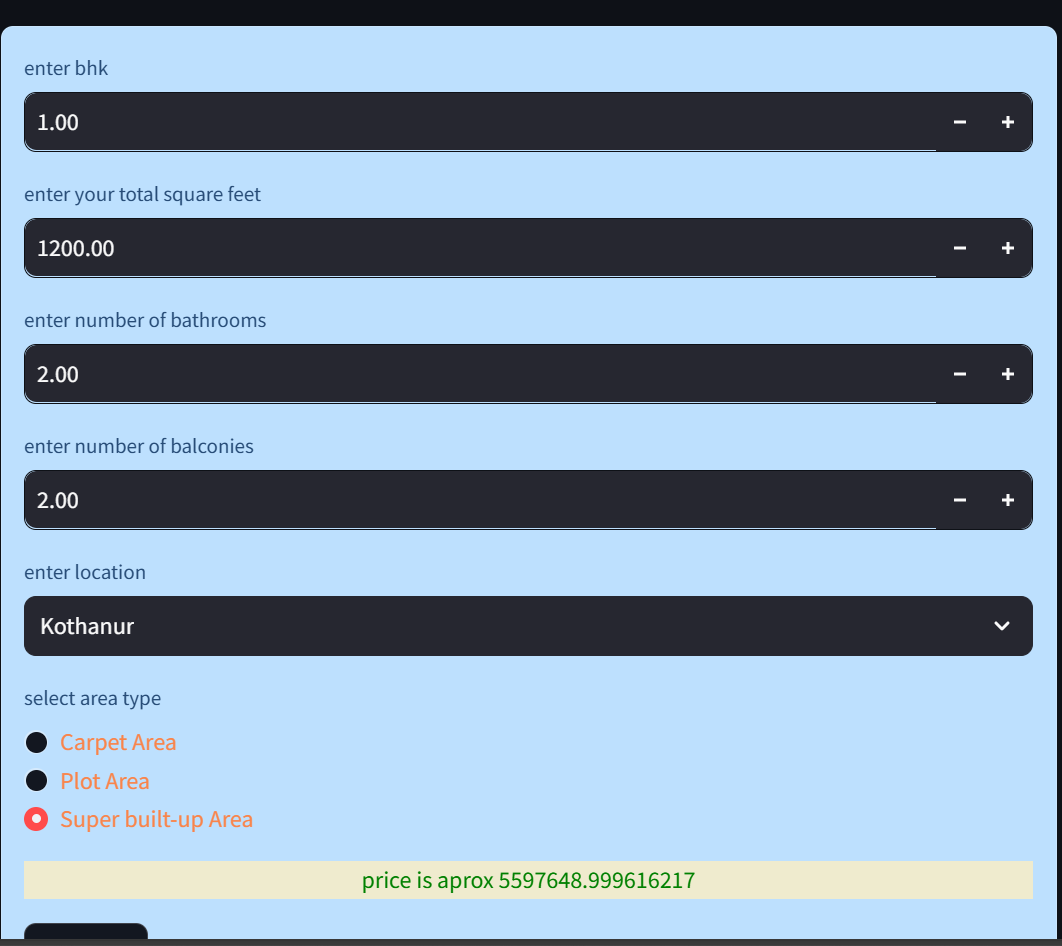 enter bhk
1.00
enter your total square feet
1200.00
enter number of bathrooms
2.00
enter number of balconies
2.00
enter location
Kothanur
select area type
Carpet Area
Plot Area
Super built-up Area
price is aprox 5597648.999616217